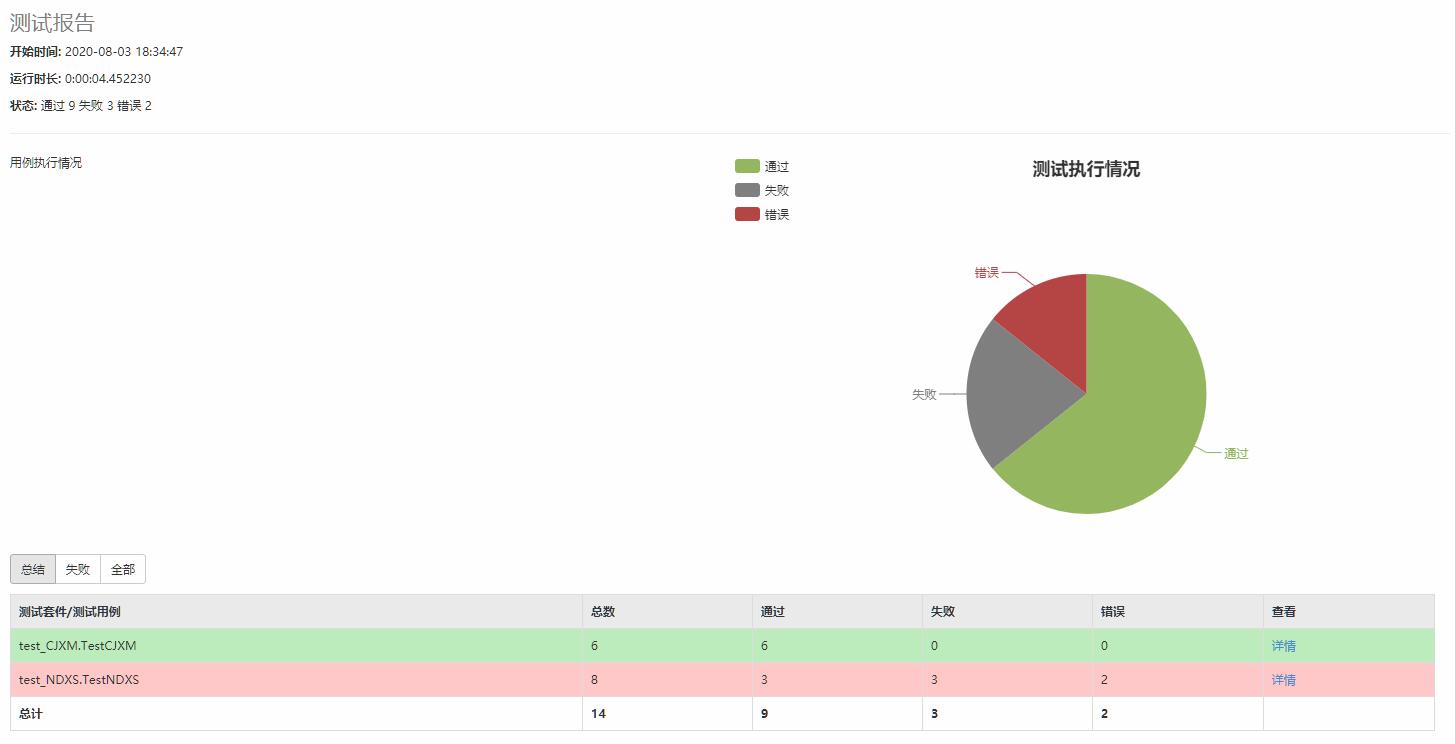 测试报告
开始时间: 2020-08-03 18:34:47
运行时长: 0:00:04.452230
状态: 通过 9 失败 3 错误 2
用例执行情况
通过
失败
错误
测试执行情况
错误
失败
通过
总结 失败 全部
测试套件/测试用例 总数 通过 失败 错误 查看
test_CJXM.TestCJXM 6 6 0 0 详情
test_NDXS.TestNDXS 8 3 3 2 详情
总计 14 9 3 2